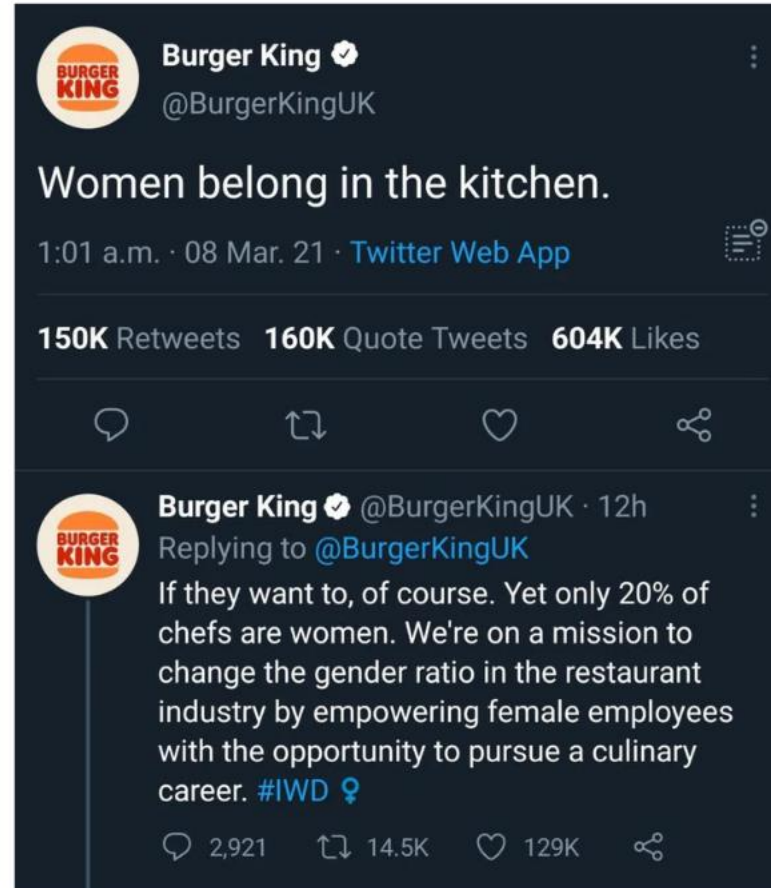 BURGER
KING
Burger King
@BurgerKingUK
Women belong in the kitchen.
1:01 a.m. · 08 Mar. 21 · Twitter Web App
150K Retweets 160K Quote Tweets 604K Likes
BURGER
KING
Burger King @BurgerKingUK · 12h
Replying to @BurgerKingUK
If they want to, of course. Yet only 20% of
chefs are women. We're on a mission to
change the gender ratio in the restaurant
industry by empowering female employees
with the opportunity to pursue a culinary
career. #IWD ♀
2,921 14.5K 129K